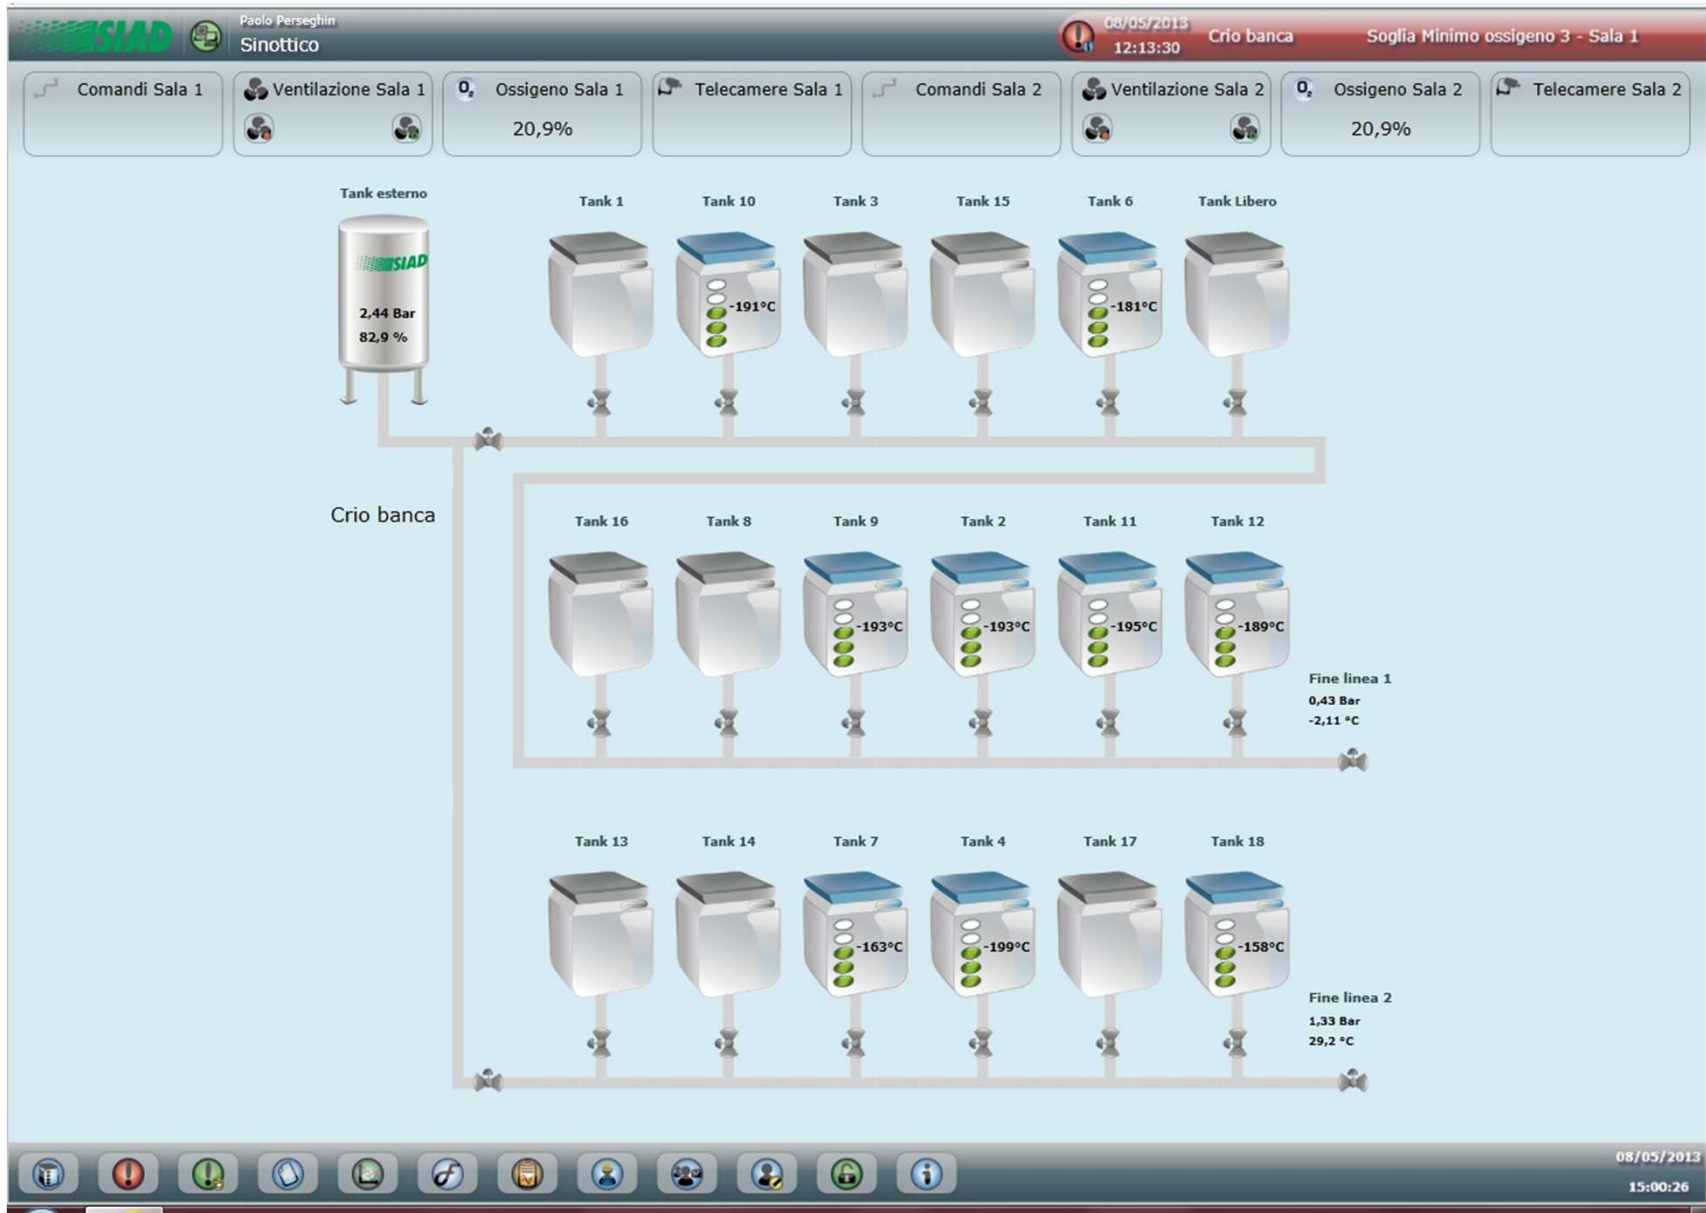 SIAD
Paolo Perseghin
Sinottico
08/05/2013
12:13:30
Crio banca
Soglia Minimo ossigeno 3 - Sala 1
Comandi Sala 1
Ventilazione Sala 1
O2 Ossigeno Sala 1
20,9%
Telecamere Sala 1
Comandi Sala 2
Ventilazione Sala 2
O2 Ossigeno Sala 2
20,9%
Telecamere Sala 2
Tank esterno
SIAD
2,44 Bar
82,9 %
Tank 1 Tank 10 Tank 3 Tank 15 Tank 6 Tank Libero
-191°C -181°C
Crio banca
Tank 16 Tank 8 Tank 9 Tank 2 Tank 11 Tank 12
-193°C -193°C -195°C -189°C
Fine linea 1
0,43 Bar
-2,11 °C
Tank 13 Tank 14 Tank 7 Tank 4 Tank 17 Tank 18
-163°C -199°C -158°C
Fine linea 2
1,33 Bar
29,2 °C
08/05/2013
15:00:26